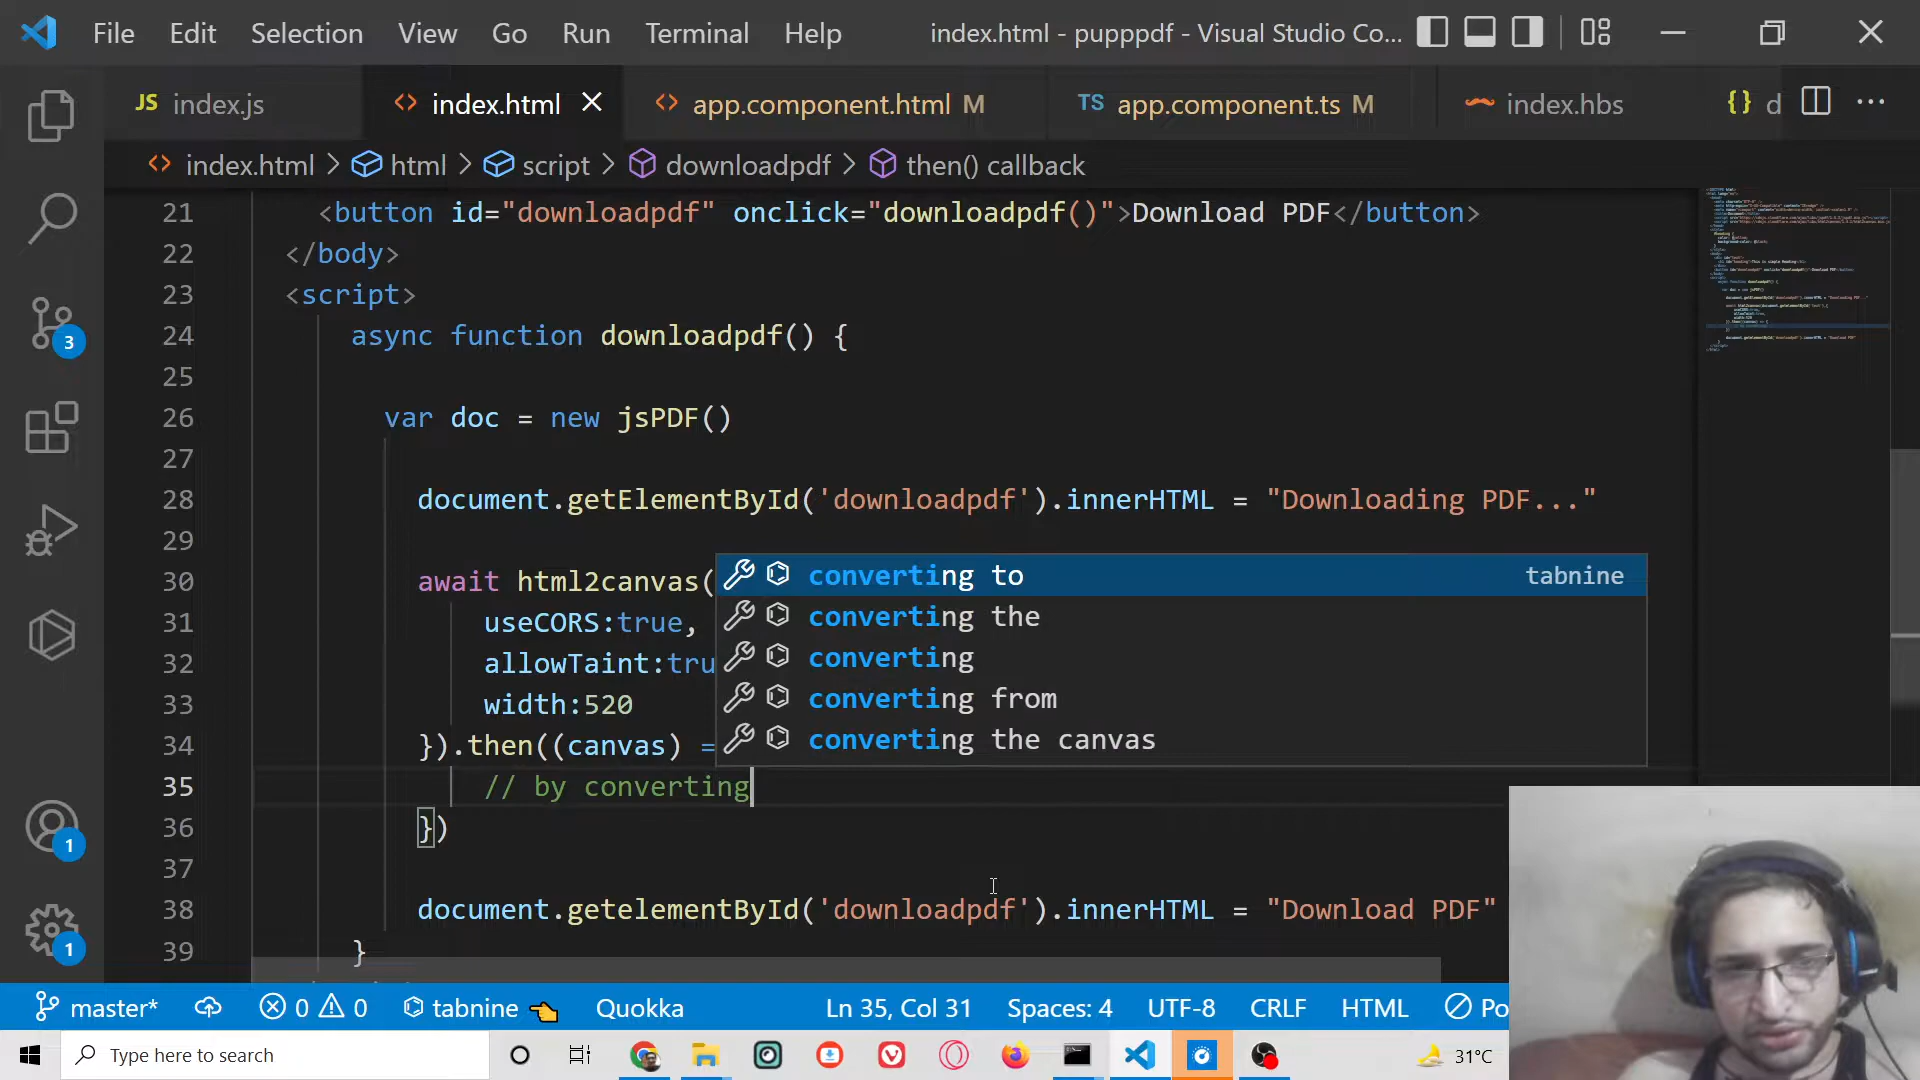 File Edit Selection View Go Run Terminal Help index.html - pupppdf - Visual Studio Co...
JS index.js <> index.html <> app.component.html M TS app.component.ts M index.hbs {} d ...
<> index.html > html > script > downloadpdf > then() callback
21 <button id="downloadpdf" onclick="downloadpdf()">Download PDF</button>
22 </body>
23 <script>
24 async function downloadpdf() {
25
26 var doc = new jsPDF()
27
28 document.getElementById('downloadpdf').innerHTML = "Downloading PDF..."
29
30 await html2canvas(
31 useCORS:true,
32 allowTaint:tru
33 width:520
34 }).then((canvas) =
35 // by converting
36 })
37
38 document.getelementById('downloadpdf').innerHTML = "Download PDF"
39 }
converting to tabnine
converting the
converting
converting from
converting the canvas
3
1
1
master* 0 0 tabnine Quokka Ln 35, Col 31 Spaces: 4 UTF-8 CRLF HTML Po
Type here to search 31°C